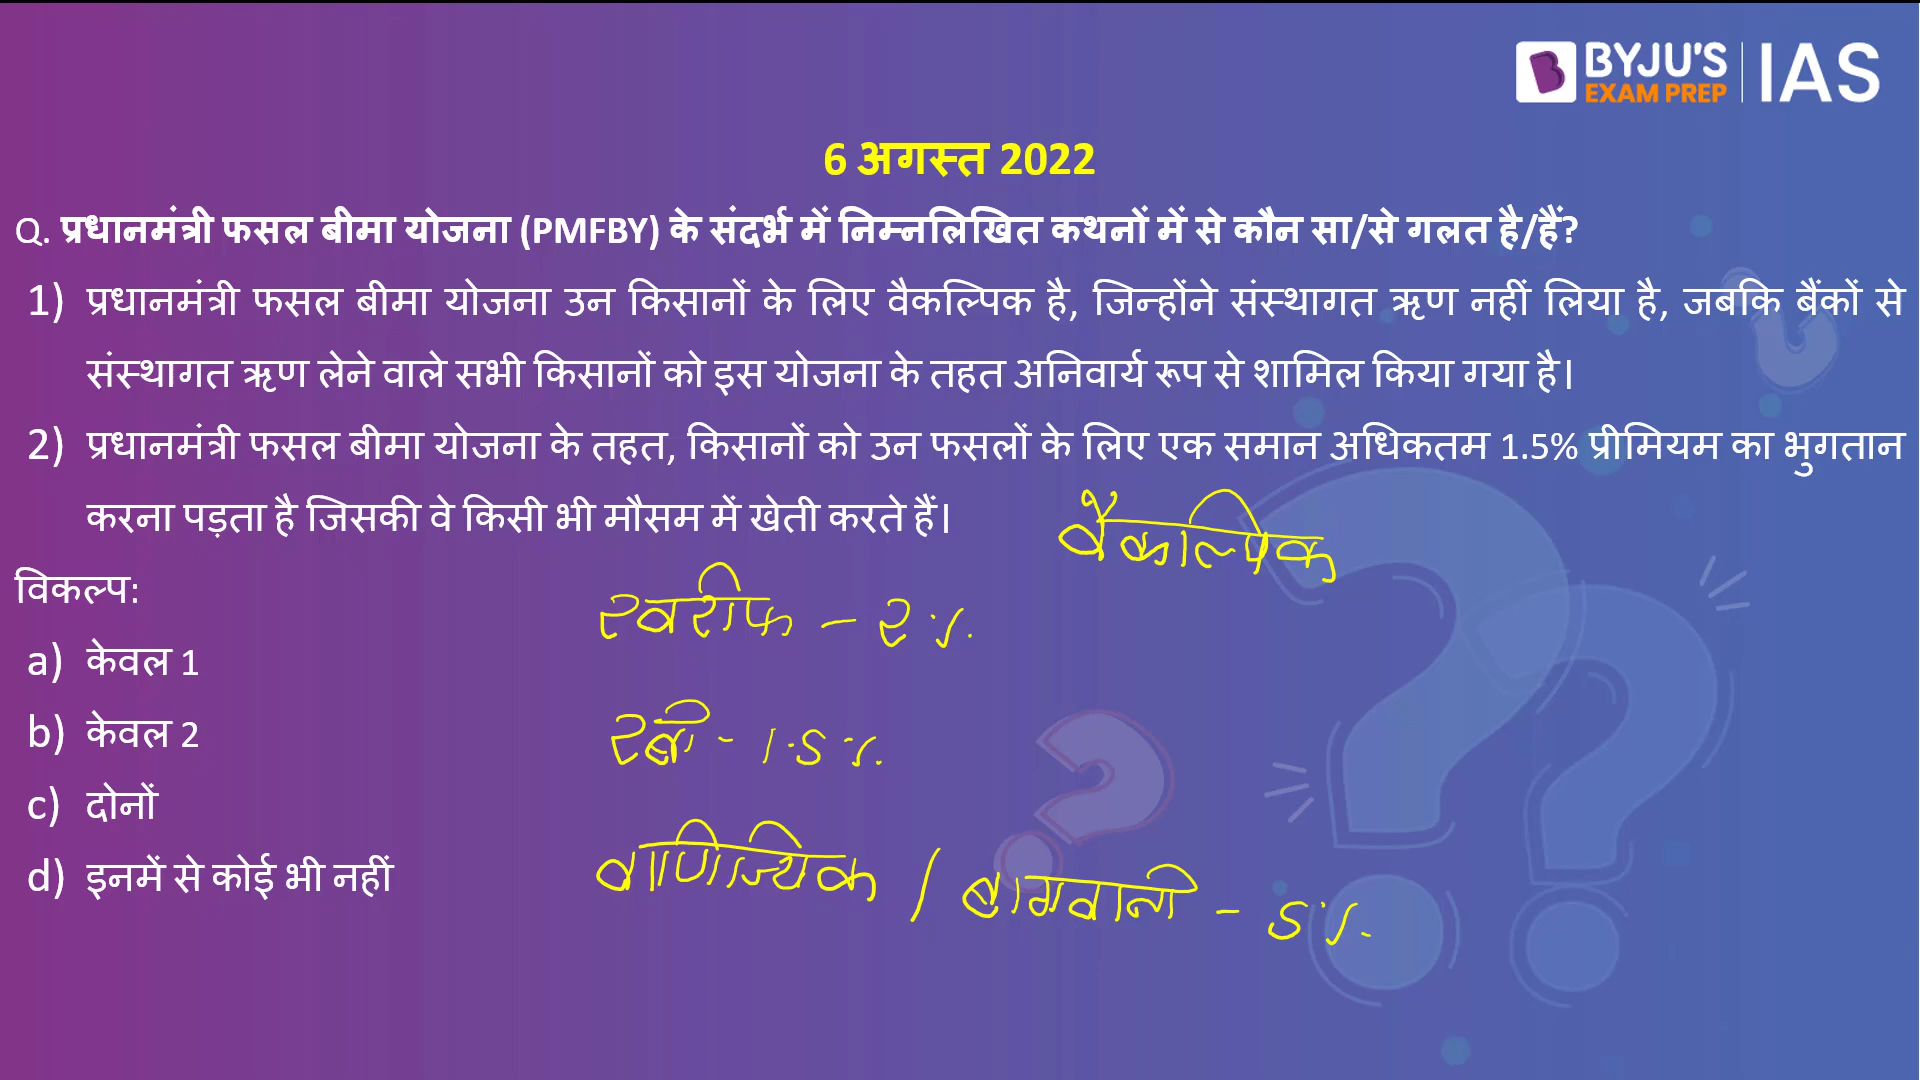 BYJU'S
EXAM PREP
IAS
6 अगस्त 2022
Q. प्रधानमंत्री फसल बीमा योजना (PMFBY) के संदर्भ में निम्नलिखित कथनों में से कौन सा/से गलत है/हैं?
1) प्रधानमंत्री फसल बीमा योजना उन किसानों के लिए वैकल्पिक है, जिन्होंने संस्थागत ऋण नहीं लिया है, जबकि बैंकों से
संस्थागत ऋण लेने वाले सभी किसानों को इस योजना के तहत अनिवार्य रूप से शामिल किया गया है।
2) प्रधानमंत्री फसल बीमा योजना के तहत, किसानों को उन फसलों के लिए एक समान अधिकतम 1.5% प्रीमियम का भुगतान
करना पड़ता है जिसकी वे किसी भी मौसम में खेती करते हैं।
वैकल्पिक
विकल्प:
खरीफ - २%
a) केवल 1
b) केवल 2
रबी - 1.5%
c) दोनों
d) इनमें से कोई भी नहीं
वाणिज्यिक / बागवानी - 5%